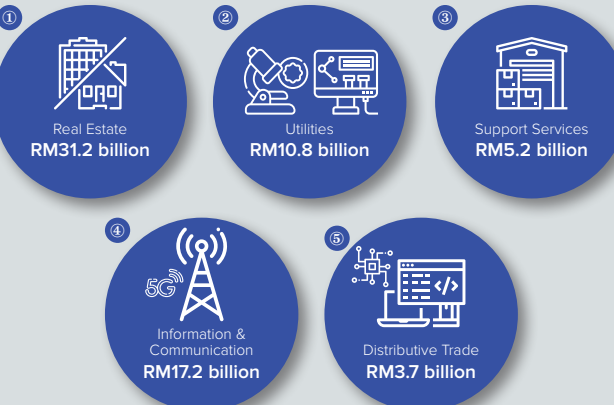 ①
Real Estate
RM31.2 billion
②
Utilities
RM10.8 billion
③
Support Services
RM5.2 billion
④
5G
Information &
Communication
RM17.2 billion
⑤
</>
Distributive Trade
RM3.7 billion